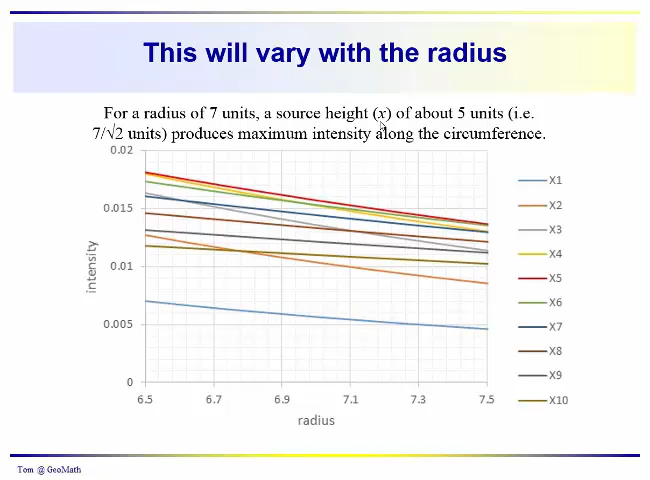 This will vary with the radius
For a radius of 7 units, a source height (x) of about 5 units (i.e.
7/√2 units) produces maximum intensity along the circumference.
0.02
0.015
0.01
0.005
0
intensity
6.5 6.7 6.9 7.1 7.3 7.5
radius
X1
X2
X3
X4
X5
X6
X7
X8
X9
X10
Tom @ GeoMath